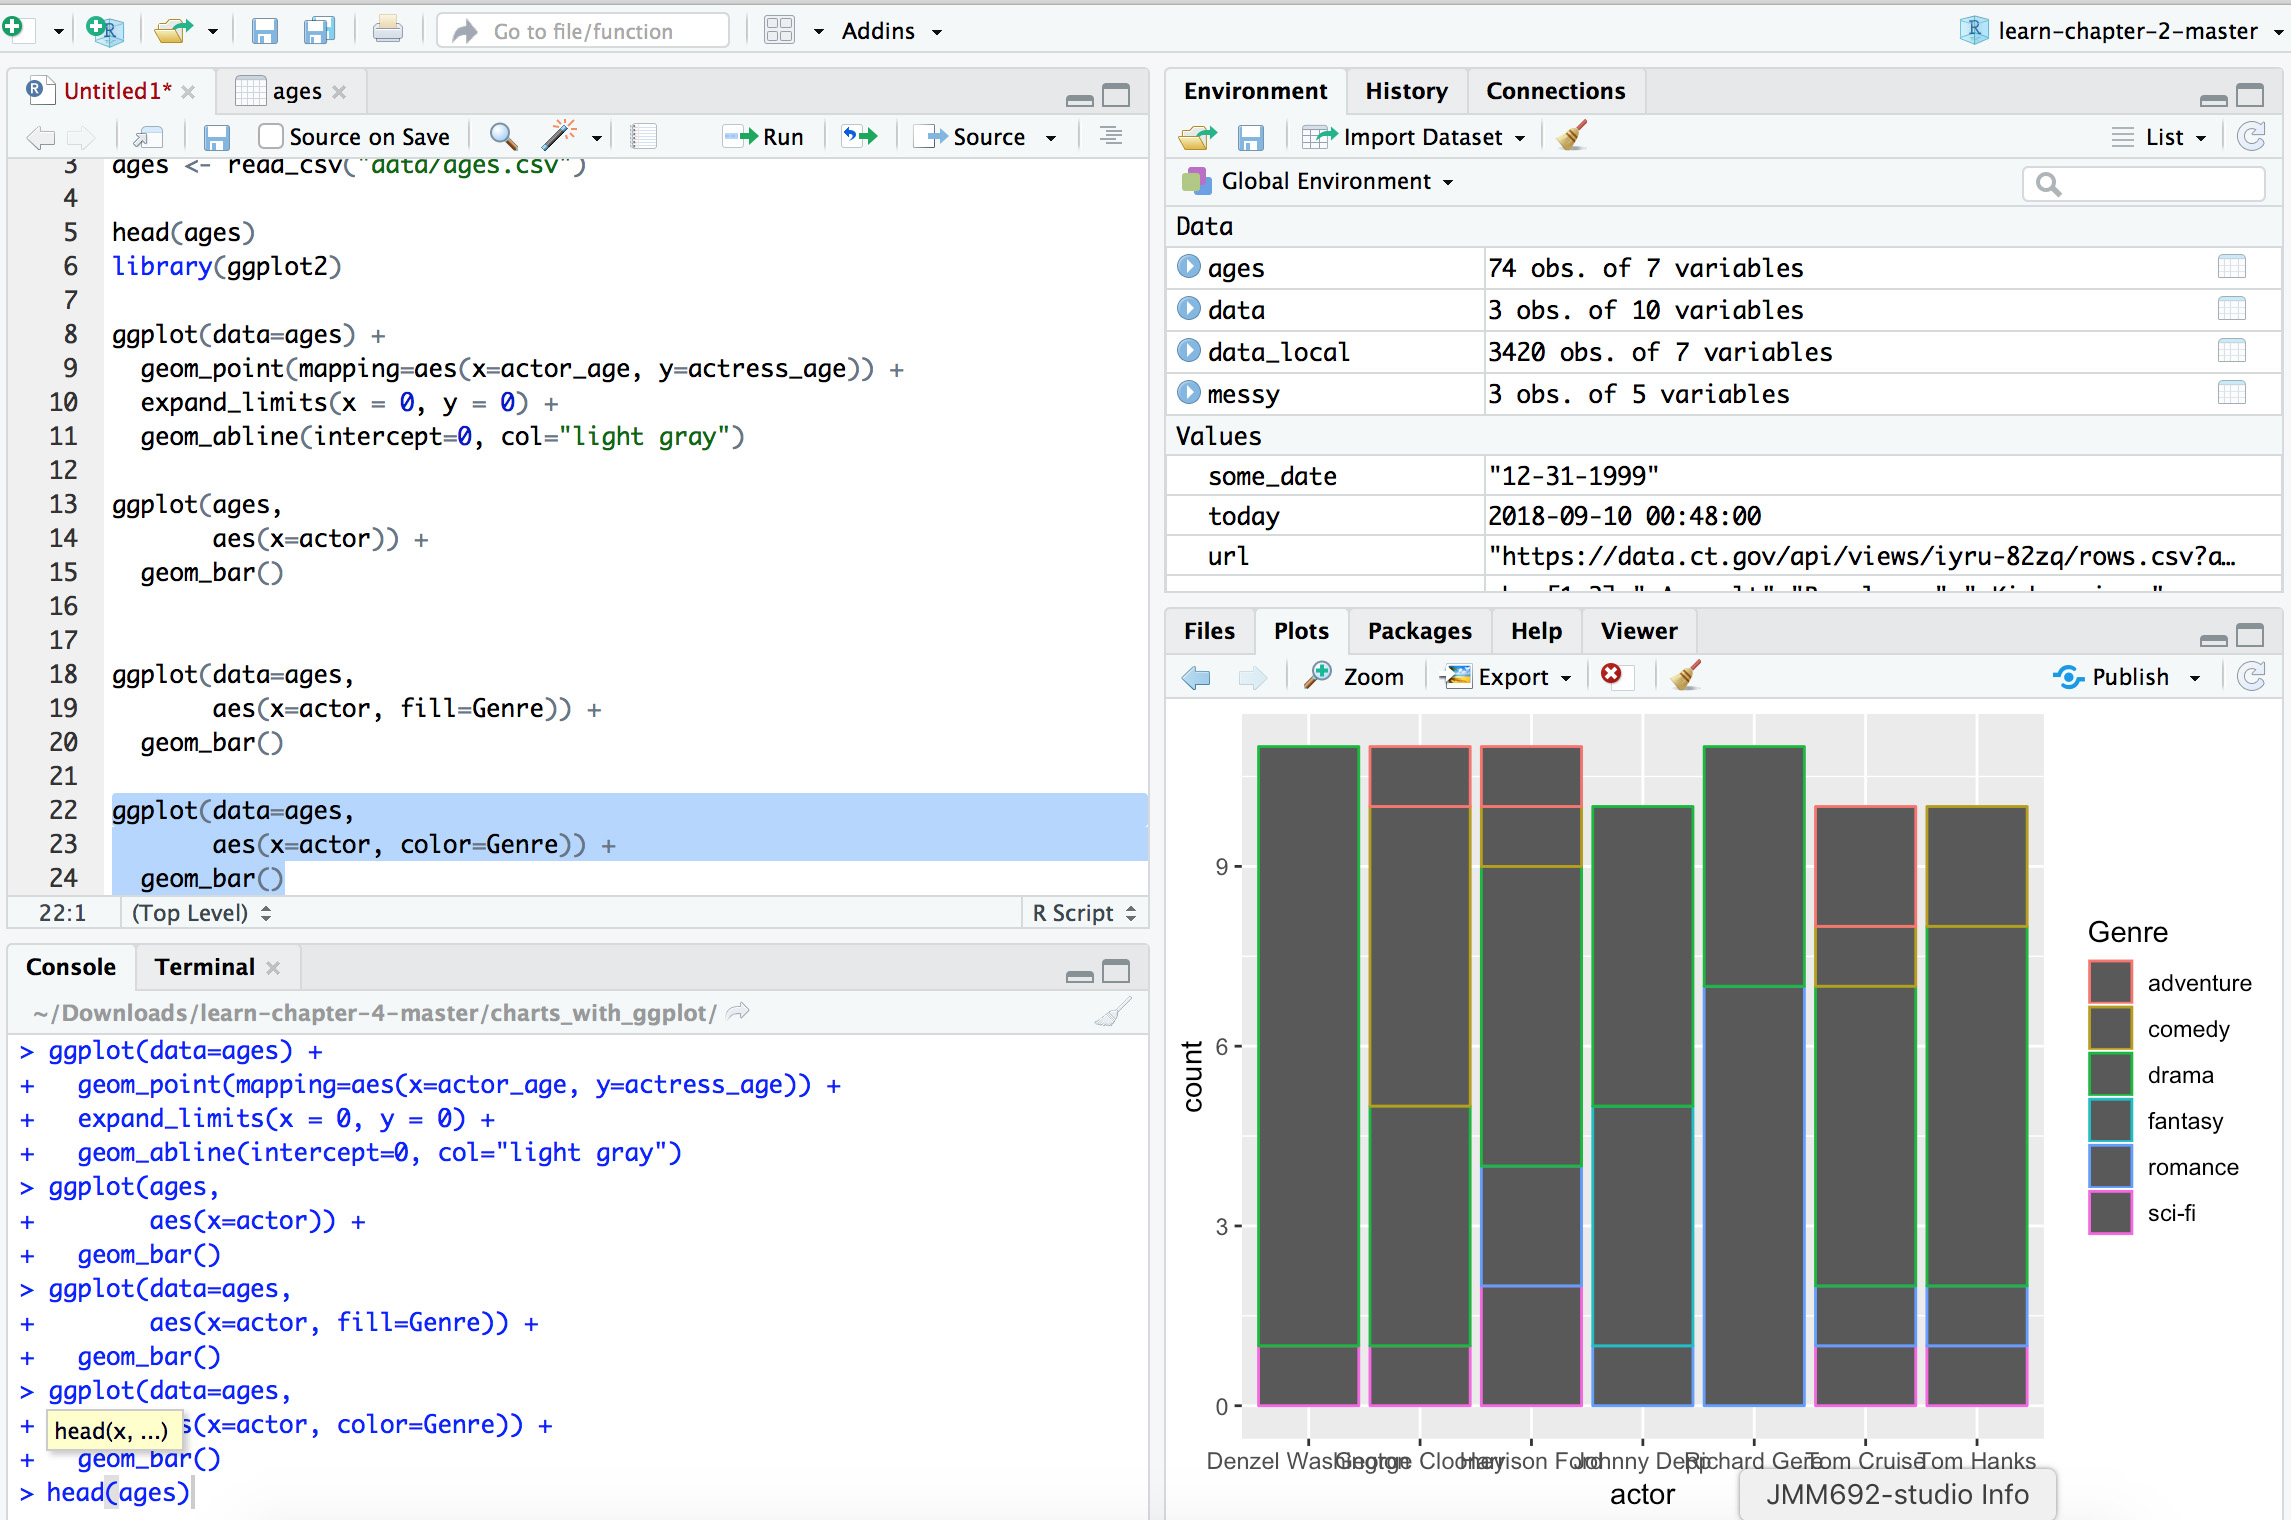 Go to file/function
Addins
learn-chapter-2-master
Untitled1*
ages
Source on Save
Run
Source
3 ages <- read_csv("data/ages.csv")
4
5 head(ages)
6 library(ggplot2)
7
8 ggplot(data=ages) +
9 geom_point(mapping=aes(x=actor_age, y=actress_age)) +
10 expand_limits(x = 0, y = 0) +
11 geom_abline(intercept=0, col="light gray")
12
13 ggplot(ages,
14 aes(x=actor)) +
15 geom_bar()
16
17
18 ggplot(data=ages,
19 aes(x=actor, fill=Genre)) +
20 geom_bar()
21
22 ggplot(data=ages,
23 aes(x=actor, color=Genre)) +
24 geom_bar()
22:1 (Top Level) R Script
Console Terminal
~/Downloads/learn-chapter-4-master/charts_with_ggplot/
> ggplot(data=ages) +
+ geom_point(mapping=aes(x=actor_age, y=actress_age)) +
+ expand_limits(x = 0, y = 0) +
+ geom_abline(intercept=0, col="light gray")
> ggplot(ages,
+ aes(x=actor)) +
+ geom_bar()
> ggplot(data=ages,
+ aes(x=actor, fill=Genre)) +
+ geom_bar()
> ggplot(data=ages,
+ s(x=actor, color=Genre)) +
head(x, ...)
+ geom_bar()
> head(ages)
Environment History Connections
Import Dataset List
Global Environment
Data
ages 74 obs. of 7 variables
data 3 obs. of 10 variables
data_local 3420 obs. of 7 variables
messy 3 obs. of 5 variables
Values
some_date "12-31-1999"
today 2018-09-10 00:48:00
url "https://data.ct.gov/api/views/iyru-82zq/rows.csv?a…
Files Plots Packages Help Viewer
Zoom Export Publish
R
9
6
3
0
count
Denzel Washington George Clooney Harrison Ford Johnny Depp Richard Gere Tom Cruise Tom Hanks
actor
Genre
adventure
comedy
drama
fantasy
romance
sci-fi
JMM692-studio Info